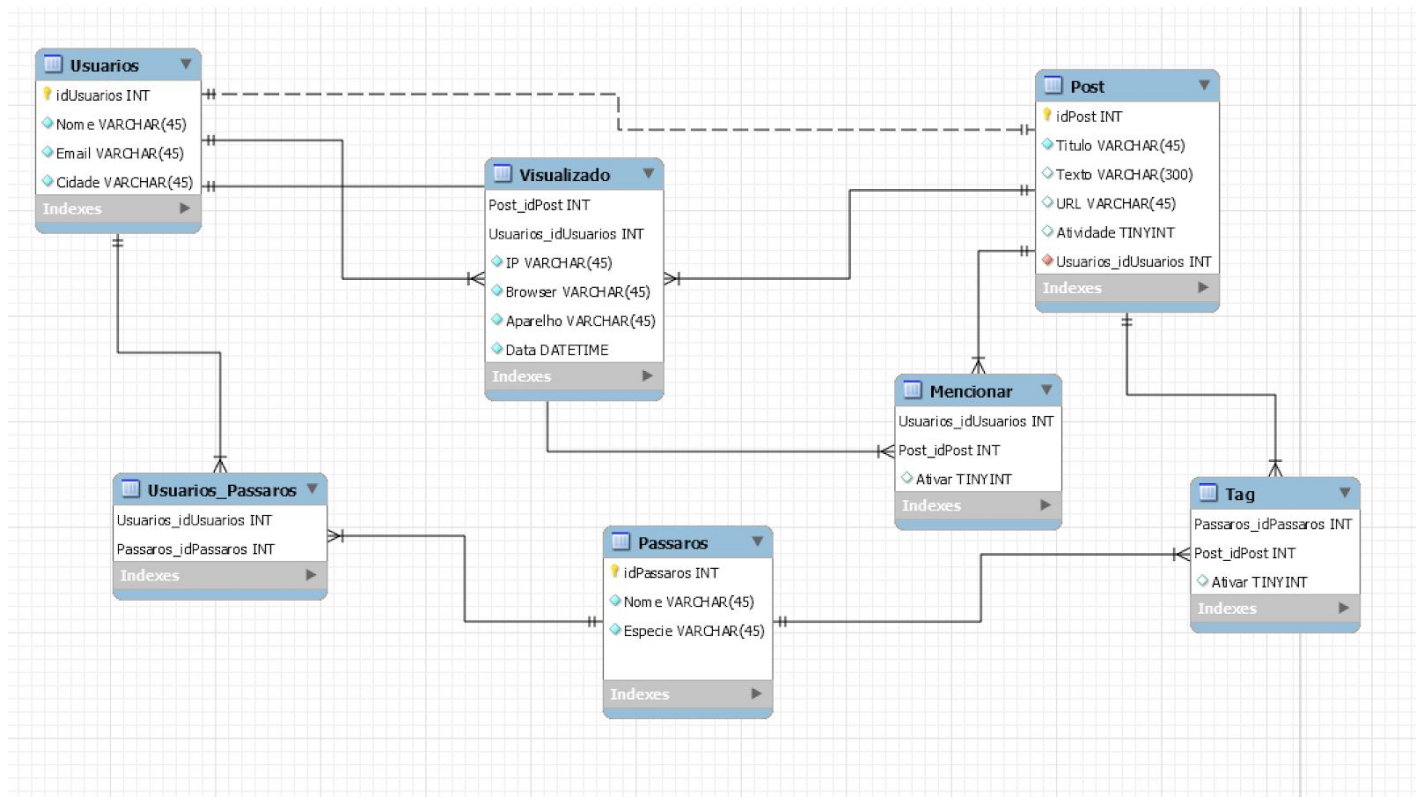 Usuarios
idUsuarios INT
Nome VARCHAR(45)
Email VARCHAR(45)
Cidade VARCHAR(45)
Indexes
Post
idPost INT
Titulo VARCHAR(45)
Texto VARCHAR(300)
URL VARCHAR(45)
Atividade TINYINT
Usuarios_idUsuarios INT
Indexes
Visualizado
Post_idPost INT
Usuarios_idUsuarios INT
IP VARCHAR(45)
Browser VARCHAR(45)
Aparelho VARCHAR(45)
Data DATETIME
Indexes
Mencionar
Usuarios_idUsuarios INT
Post_idPost INT
Ativar TINYINT
Indexes
Usuarios_Passaros
Usuarios_idUsuarios INT
Passaros_idPassaros INT
Indexes
Passaros
idPassaros INT
Nome VARCHAR(45)
Especie VARCHAR(45)
Indexes
Tag
Passaros_idPassaros INT
Post_idPost INT
Ativar TINYINT
Indexes